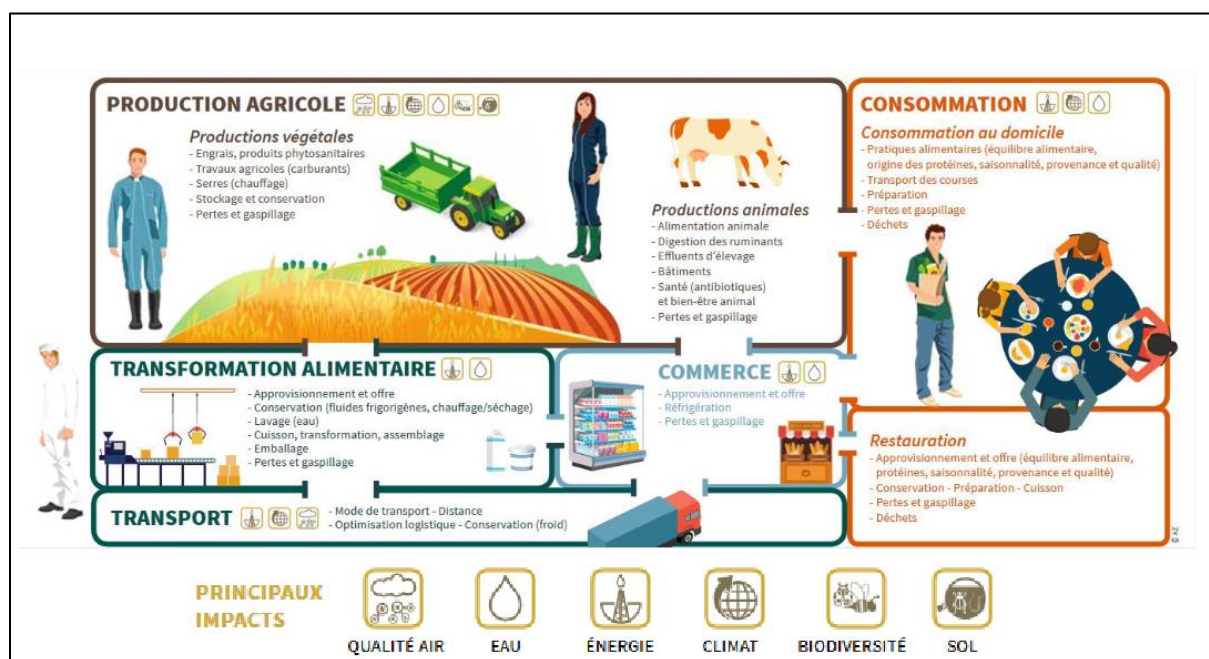 PRODUCTION AGRICOLE
Productions végétales
- Engrais, produits phytosanitaires
- Travaux agricoles (carburants)
- Serres (chauffage)
- Stockage et conservation
- Pertes et gaspillage
Productions animales
- Alimentation animale
- Digestion des ruminants
- Effluents d'élevage
- Bâtiments
- Santé (antibiotiques)
et bien-être animal
- Pertes et gaspillage
CONSOMMATION
Consommation au domicile
- Pratiques alimentaires (équilibre alimentaire,
origine des protéines, saisonnalité, provenance et qualité)
- Transport des courses
- Préparation
- Pertes et gaspillage
- Déchets
TRANSFORMATION ALIMENTAIRE
- Approvisionnement et offre
- Conservation (fluides frigorigènes, chauffage/séchage)
- Lavage (eau)
- Cuisson, transformation, assemblage
- Emballage
- Pertes et gaspillage
COMMERCE
- Approvisionnement et offre
- Réfrigération
- Pertes et gaspillage
Restauration
- Approvisionnement et offre (équilibre alimentaire,
protéines, saisonnalité, provenance et qualité)
- Conservation - Préparation - Cuisson
- Pertes et gaspillage
- Déchets
TRANSPORT
- Mode de transport - Distance
- Optimisation logistique - Conservation (froid)
© AZ
PRINCIPAUX
IMPACTS
QUALITÉ AIR
EAU
ÉNERGIE
CLIMAT
BIODIVERSITÉ
SOL